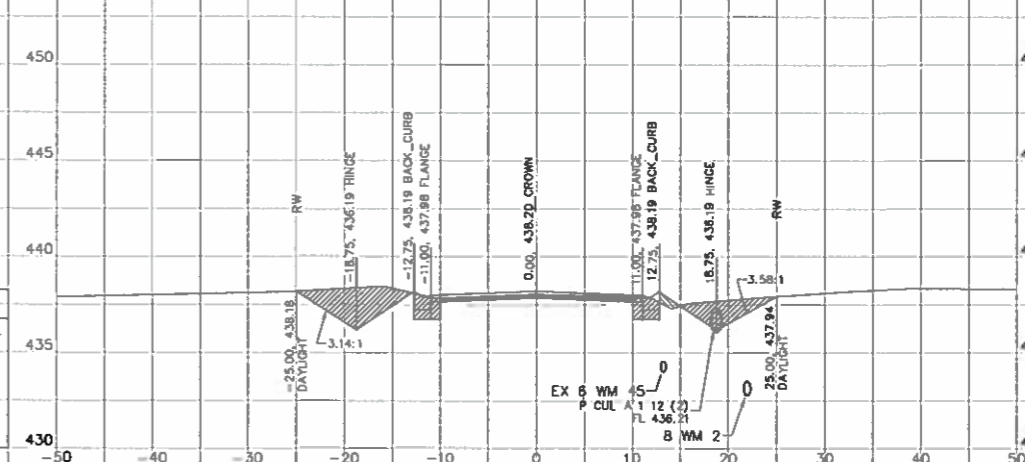 450
445
440
435
430
-50
-40
-30
-20
-10
0
10
20
30
40
50
RW
-25.00, 438.18
DAYLIGHT
-18.75, 436.19 HINGE
-3.14:1
-12.75, 438.19 BACK_CURB
-11.00, 437.98 FLANGE
0.00, 438.20 CROWN
11.00, 437.98 FLANGE
12.75, 438.19 BACK_CURB
18.75, 436.19 HINGE
RW
-3.58:1
25.00, 437.94
DAYLIGHT
EX 6 WM 45
0
P CUL A 1 12 (2)
FL 436.21
8 WM 2
0